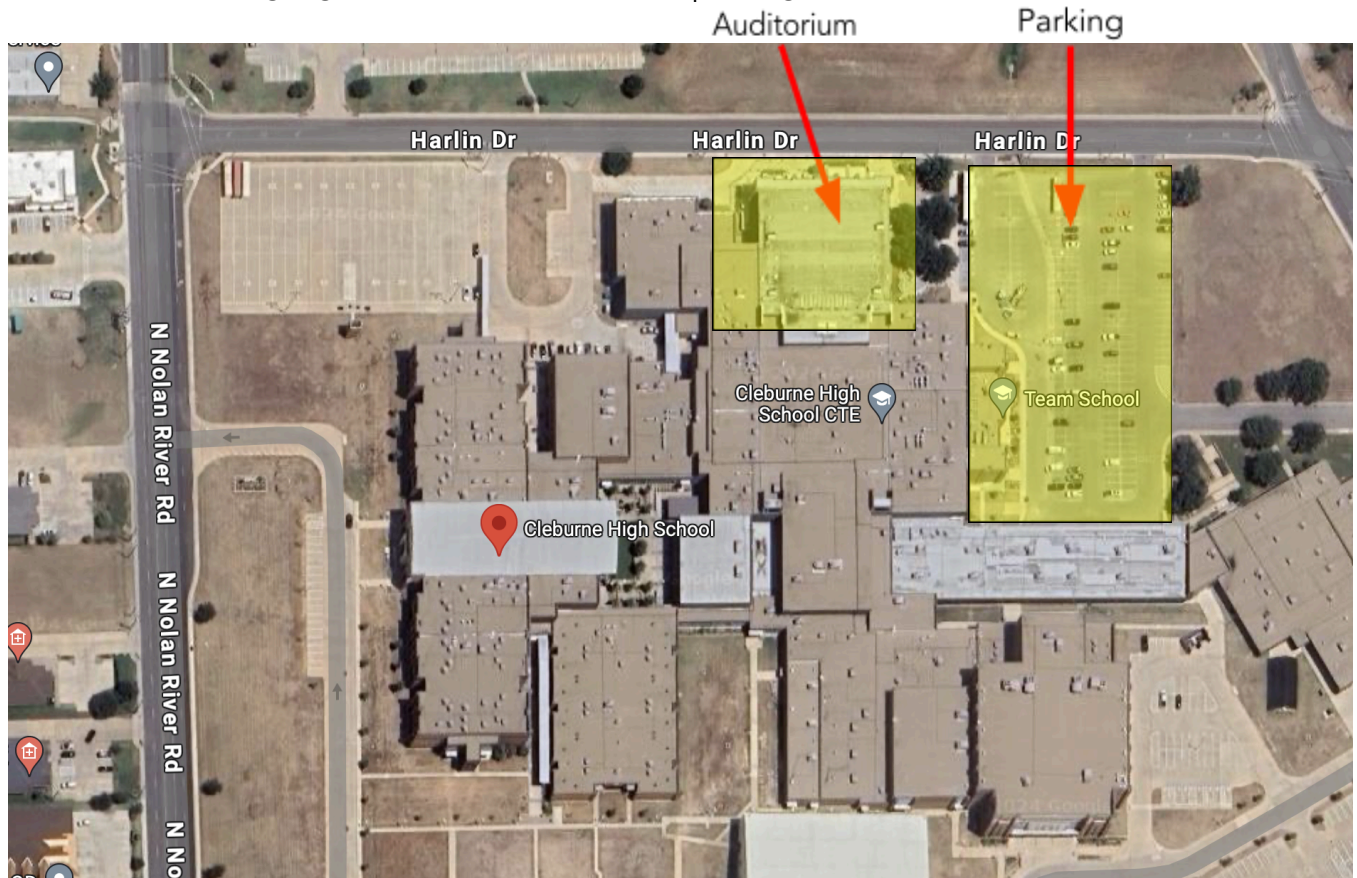 Auditorium
Parking
Harlin Dr
Harlin Dr
Harlin Dr
N Nolan River Rd
Cleburne High
School CTE
Team School
Cleburne High School
N Nolan River Rd
N No